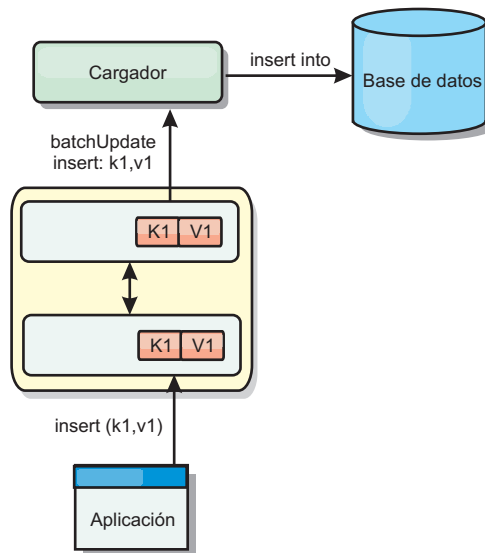 Cargador
insert into
Base de datos
batchUpdate
insert: k1,v1
K1 V1
K1 V1
insert (k1,v1)
Aplicación